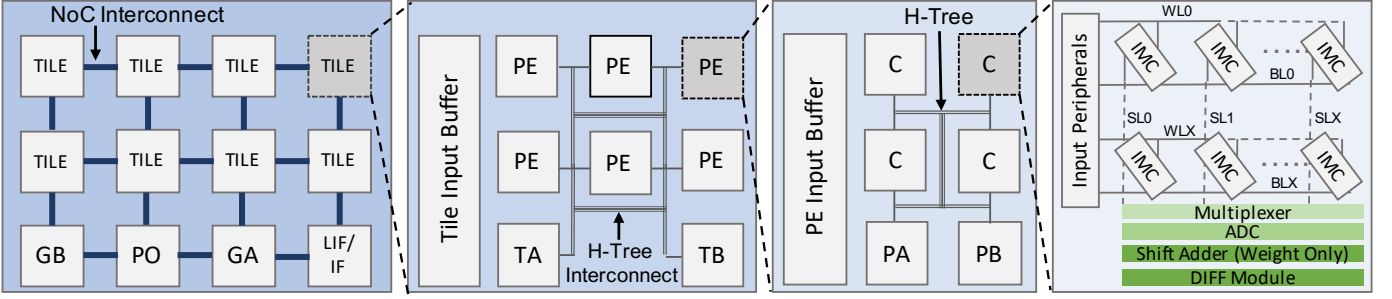 NoC Interconnect
TILE TILE TILE TILE
TILE TILE TILE TILE
GB PO GA LIF/
IF
Tile Input Buffer
PE PE PE
PE PE PE
TA TB
H-Tree
Interconnect
H-Tree
PE Input Buffer
C C
C C
PA PB
Input Peripherals
WL0
IMC IMC IMC
BL0
SL0 SL1 SLX
WLX
IMC IMC IMC
BLX
Multiplexer
ADC
Shift Adder (Weight Only)
DIFF Module